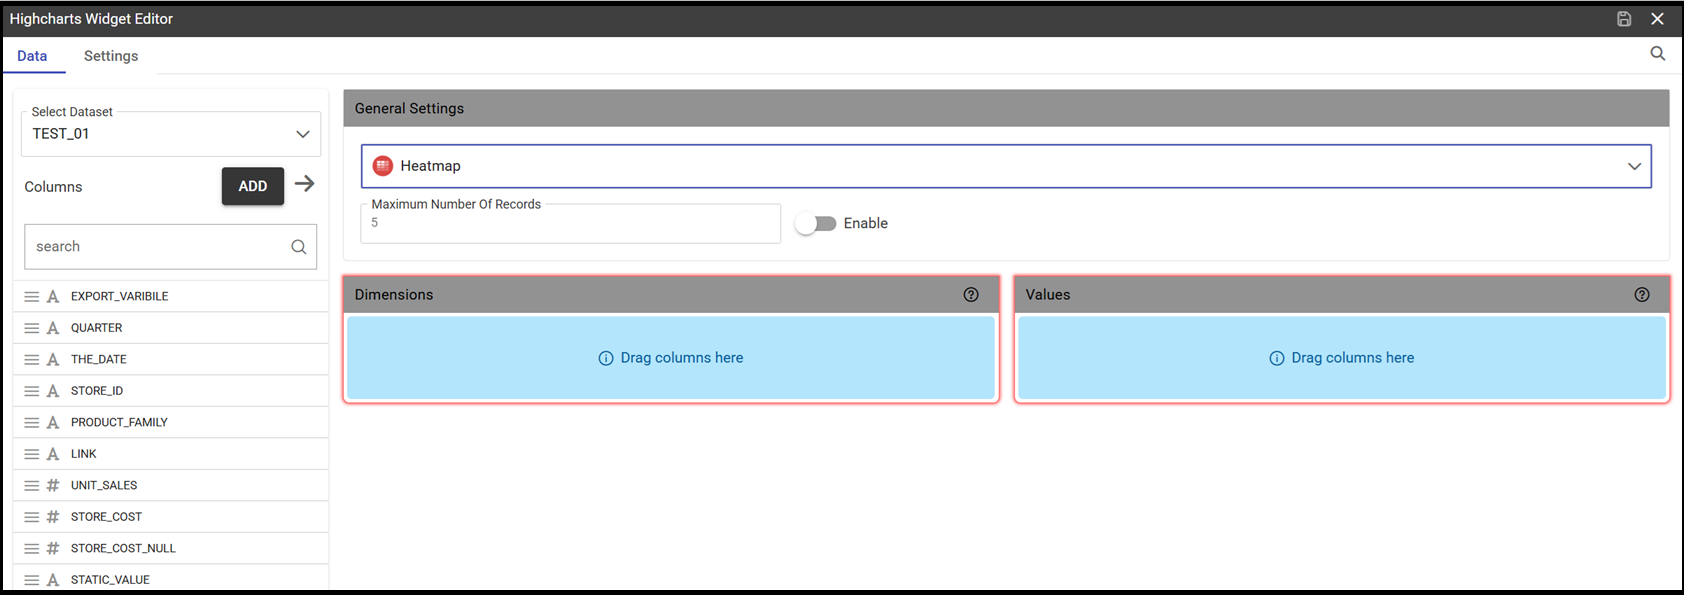 Highcharts Widget Editor
Data Settings
Select Dataset
TEST_01
Columns
ADD
search
EXPORT_VARIBILE
QUARTER
THE_DATE
STORE_ID
PRODUCT_FAMILY
LINK
UNIT_SALES
STORE_COST
STORE_COST_NULL
STATIC_VALUE
General Settings
Heatmap
Maximum Number Of Records
5
Enable
Dimensions
Drag columns here
Values
Drag columns here